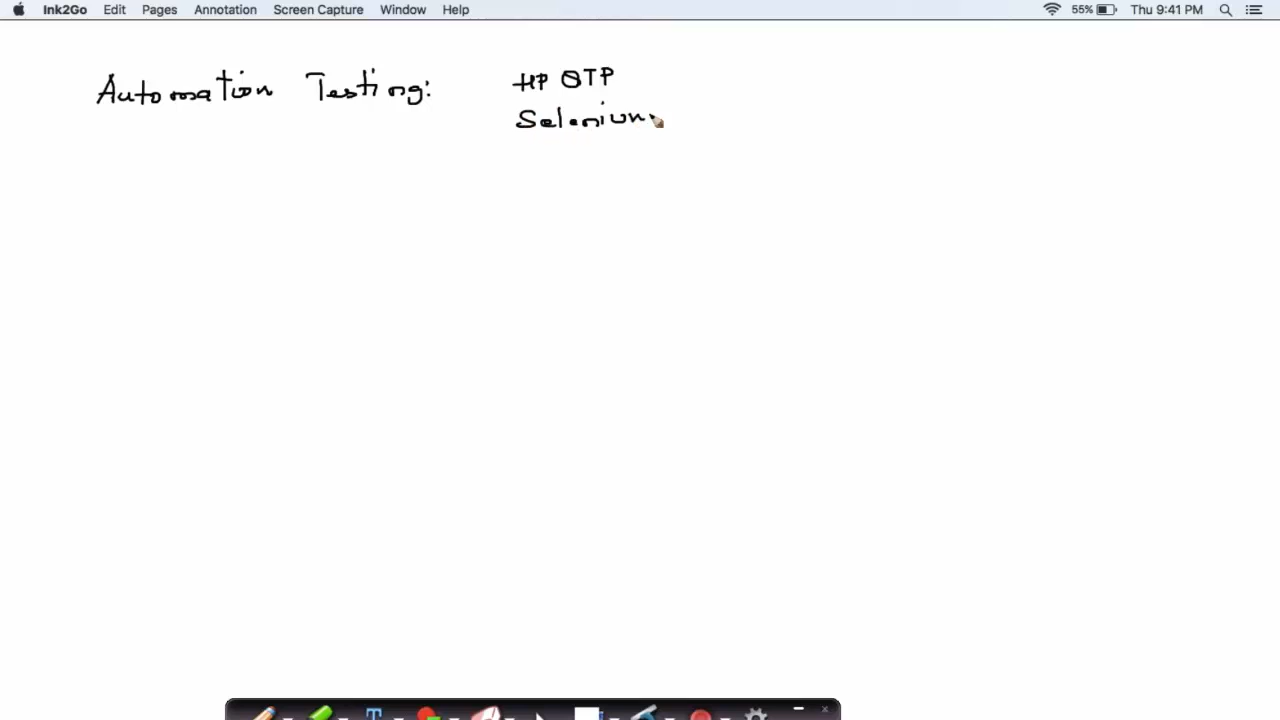 Ink2Go Edit Pages Annotation Screen Capture Window Help 55% Thu 9:41 PM
Automation Testing: HP QTP
Selenium